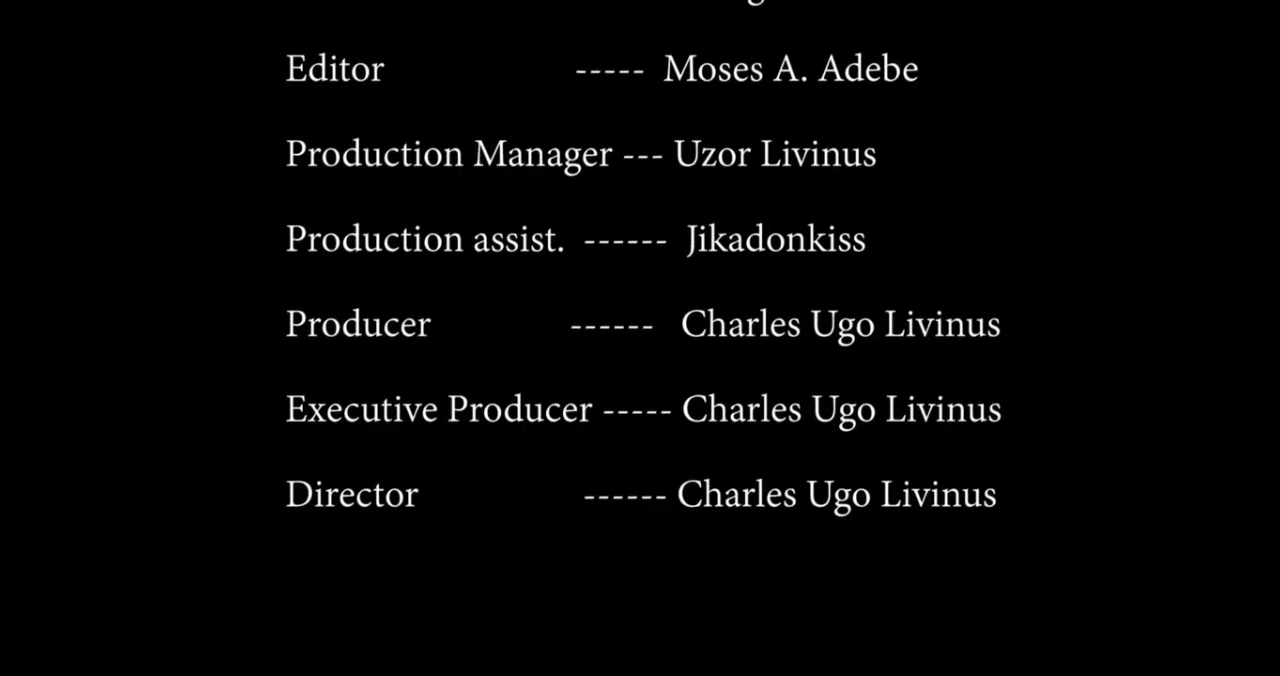 Editor ----- Moses A. Adebe
Production Manager --- Uzor Livinus
Production assist. ------ Jikadonkiss
Producer ------ Charles Ugo Livinus
Executive Producer ----- Charles Ugo Livinus
Director ------ Charles Ugo Livinus